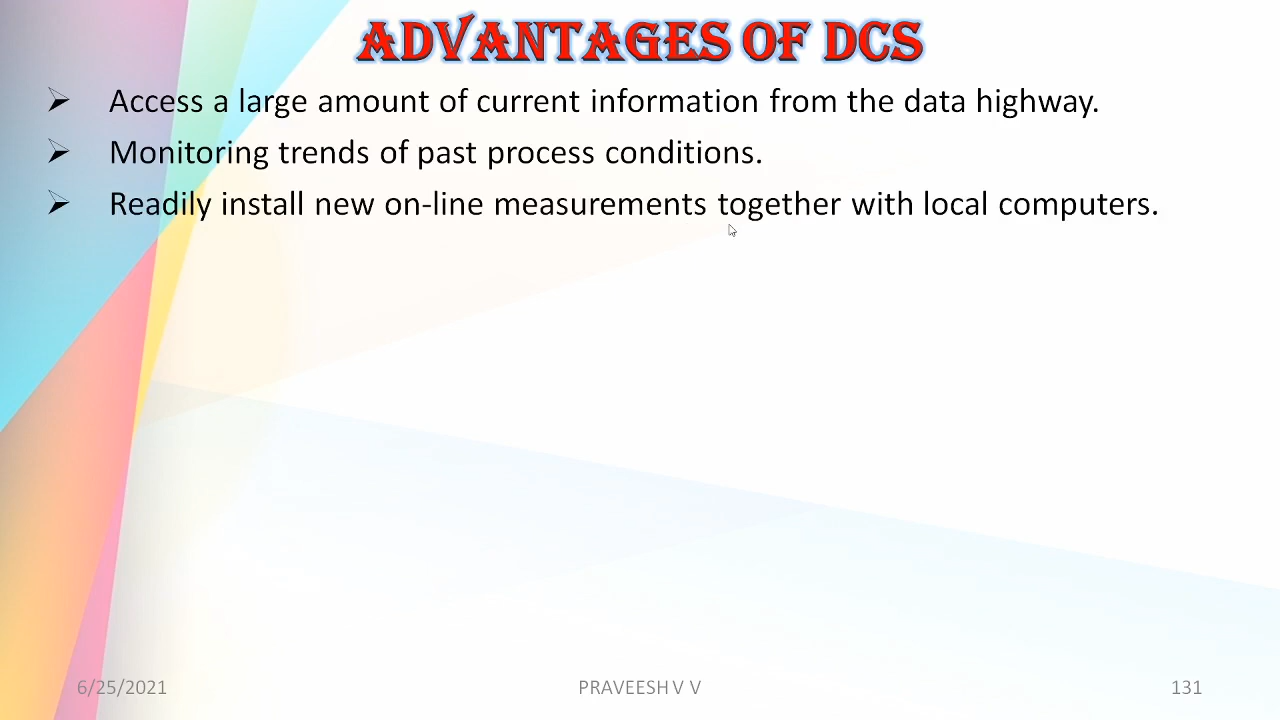 ADVANTAGES OF DCS
➢ Access a large amount of current information from the data highway.
➢ Monitoring trends of past process conditions.
➢ Readily install new on-line measurements together with local computers.
6/25/2021 PRAVEESH V V 131